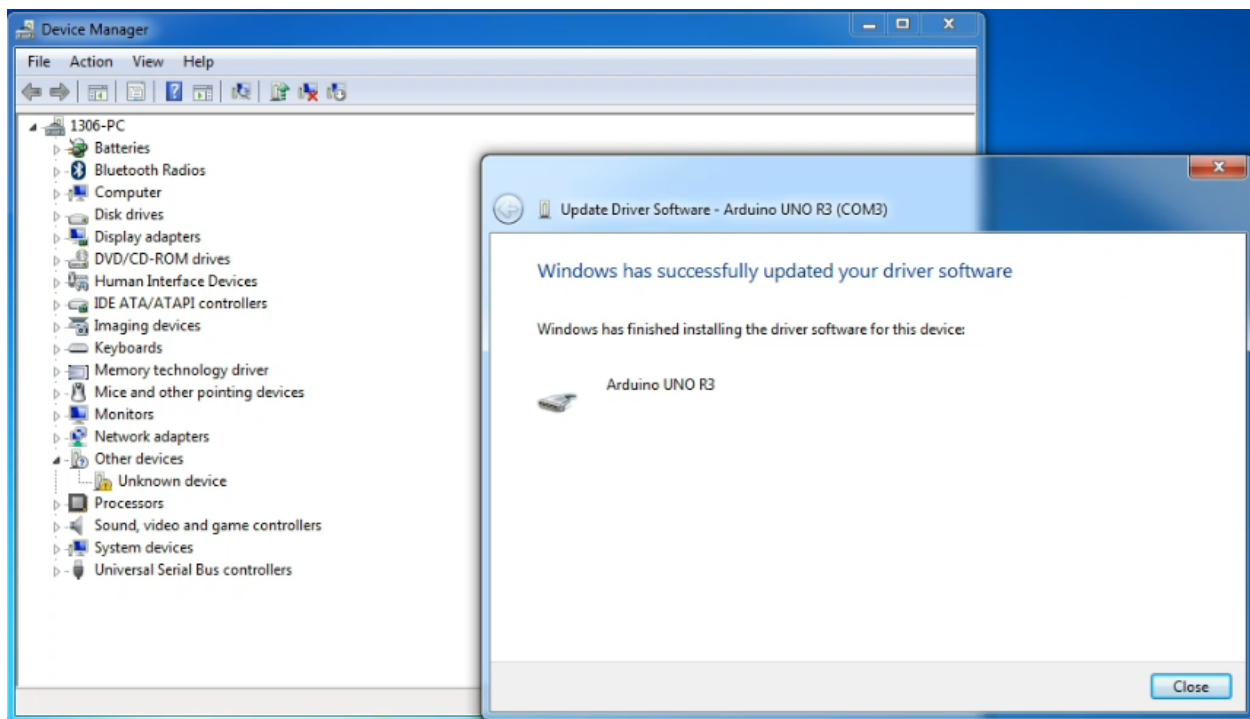 Device Manager
File Action View Help
1306-PC
Batteries
Bluetooth Radios
Computer
Disk drives
Display adapters
DVD/CD-ROM drives
Human Interface Devices
IDE ATA/ATAPI controllers
Imaging devices
Keyboards
Memory technology driver
Mice and other pointing devices
Monitors
Network adapters
Other devices
Unknown device
Processors
Sound, video and game controllers
System devices
Universal Serial Bus controllers
Update Driver Software - Arduino UNO R3 (COM3)
Windows has successfully updated your driver software
Windows has finished installing the driver software for this device:
Arduino UNO R3
Close